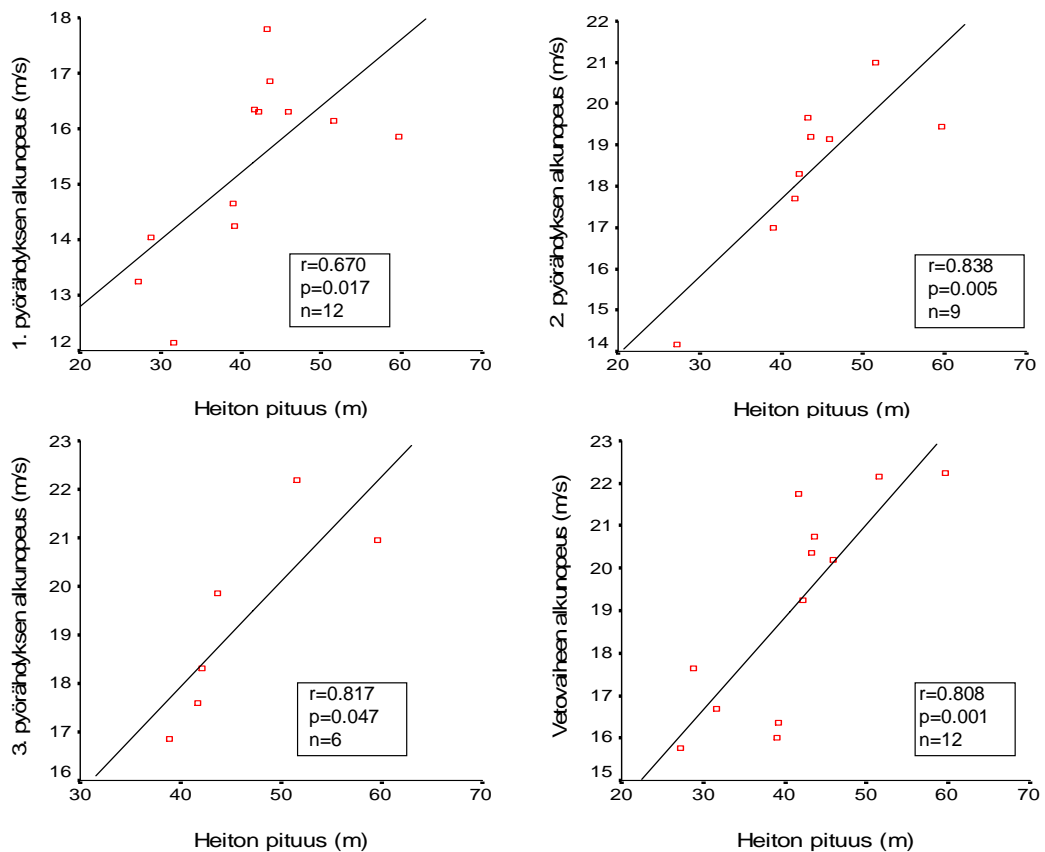 1. pyörähdyksen alkunopeus (m/s)
18
17
16
15
14
13
12
20 30 40 50 60 70
Heiton pituus (m)
r=0.670
p=0.017
n=12
2. pyörähdyksen alkunopeus (m/s)
22
21
20
19
18
17
16
15
14
20 30 40 50 60 70
Heiton pituus (m)
r=0.838
p=0.005
n=9
3. pyörähdyksen alkunopeus (m/s)
23
22
21
20
19
18
17
16
30 40 50 60 70
Heiton pituus (m)
r=0.817
p=0.047
n=6
Vetovaiheen alkunopeus (m/s)
23
22
21
20
19
18
17
16
15
20 30 40 50 60 70
Heiton pituus (m)
r=0.808
p=0.001
n=12